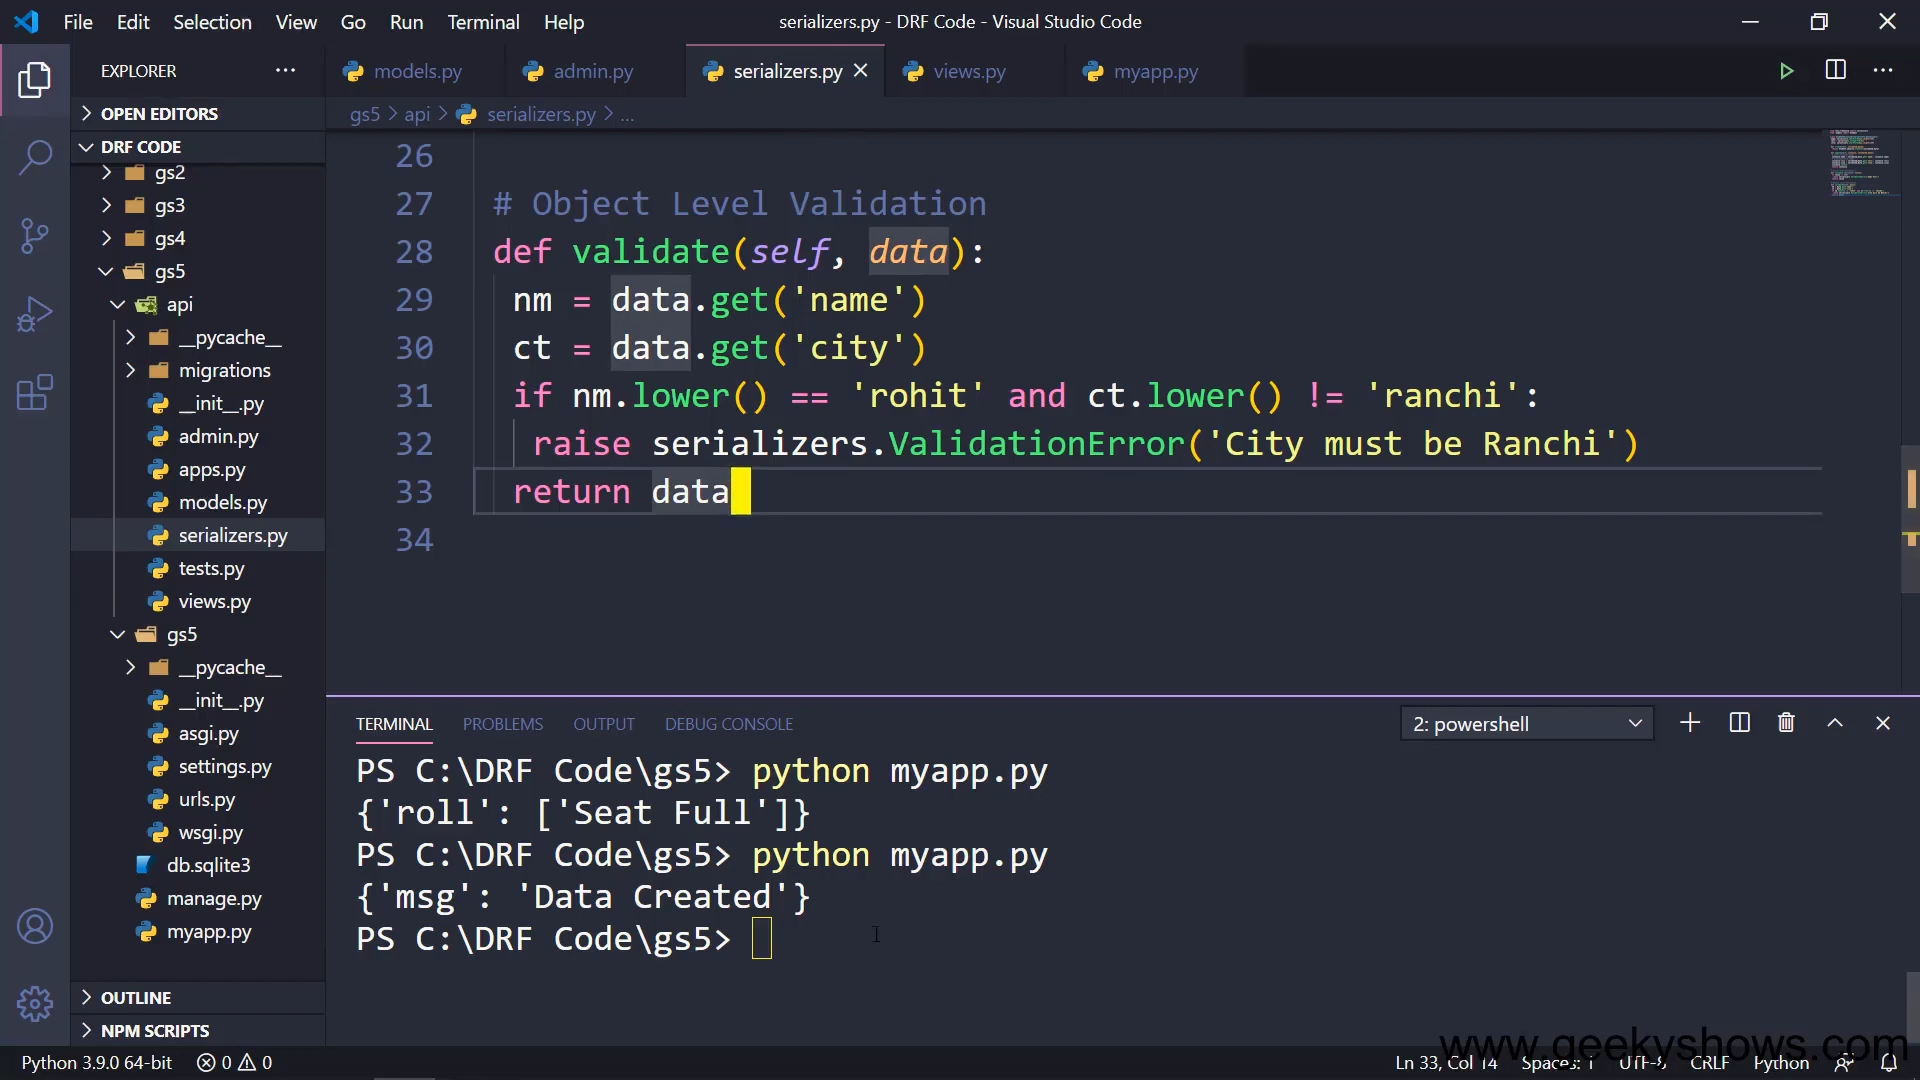 File Edit Selection View Go Run Terminal Help
serializers.py - DRF Code - Visual Studio Code
EXPLORER
models.py
admin.py
serializers.py
views.py
myapp.py
OPEN EDITORS
gs5 > api > serializers.py > ...
DRF CODE
gs2
gs3
gs4
gs5
api
__pycache__
migrations
__init__.py
admin.py
apps.py
models.py
serializers.py
tests.py
views.py
gs5
__pycache__
__init__.py
asgi.py
settings.py
urls.py
wsgi.py
db.sqlite3
manage.py
myapp.py
OUTLINE
NPM SCRIPTS
26
27 # Object Level Validation
28 def validate(self, data):
29 nm = data.get('name')
30 ct = data.get('city')
31 if nm.lower() == 'rohit' and ct.lower() != 'ranchi':
32 raise serializers.ValidationError('City must be Ranchi')
33 return data
34
TERMINAL PROBLEMS OUTPUT DEBUG CONSOLE
2: powershell
PS C:\DRF Code\gs5> python myapp.py
{'roll': ['Seat Full']}
PS C:\DRF Code\gs5> python myapp.py
{'msg': 'Data Created'}
PS C:\DRF Code\gs5>
www.geekyshows.com
Python 3.9.0 64-bit 0 0
Ln 33, Col 14 Spaces: 1 UTF-8 CRLF Python